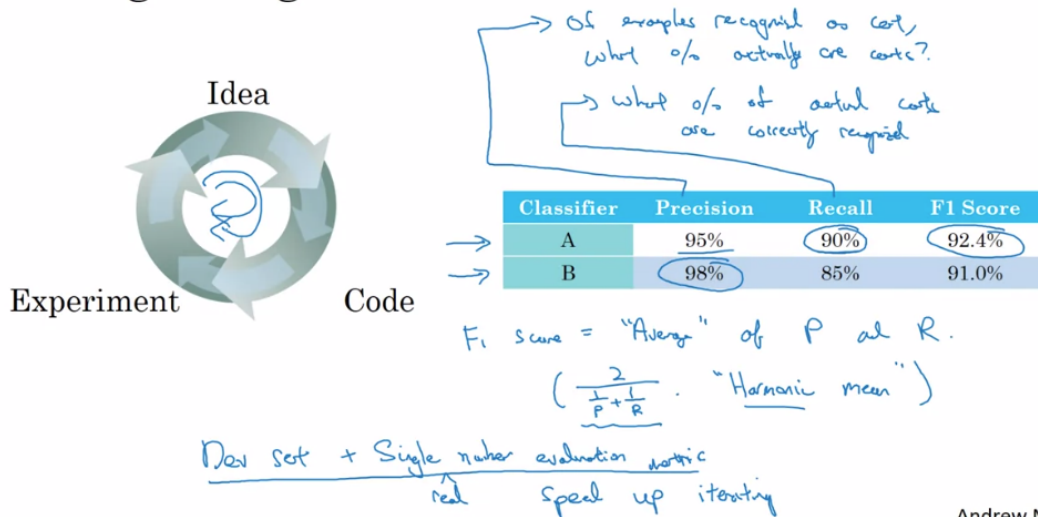 → Of examples recognized as cat,
what % actually are cats?
→ what % of actual cats
are correctly recognized
Idea
Experiment
Code
Classifier Precision Recall F1 Score
→ A 95% 90% 92.4%
→ B 98% 85% 91.0%
F1 score = "Average" of P and R.
( 2 / (1/P + 1/R) . "Harmonic mean" )
Dev set + Single number evaluation metric
real speed up iterating
Andrew N